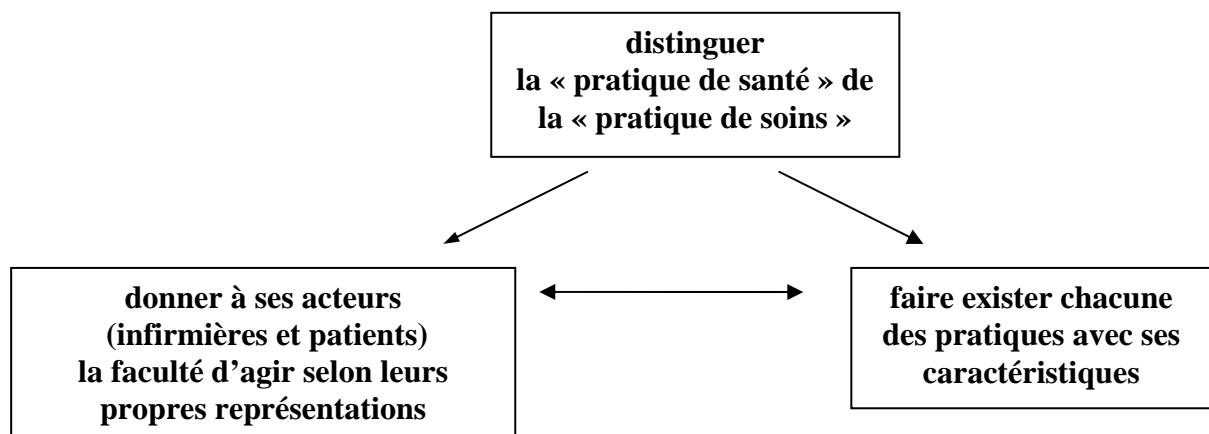 distinguer
la « pratique de santé » de
la « pratique de soins »
donner à ses acteurs
(infirmières et patients)
la faculté d’agir selon leurs
propres représentations
faire exister chacune
des pratiques avec ses
caractéristiques